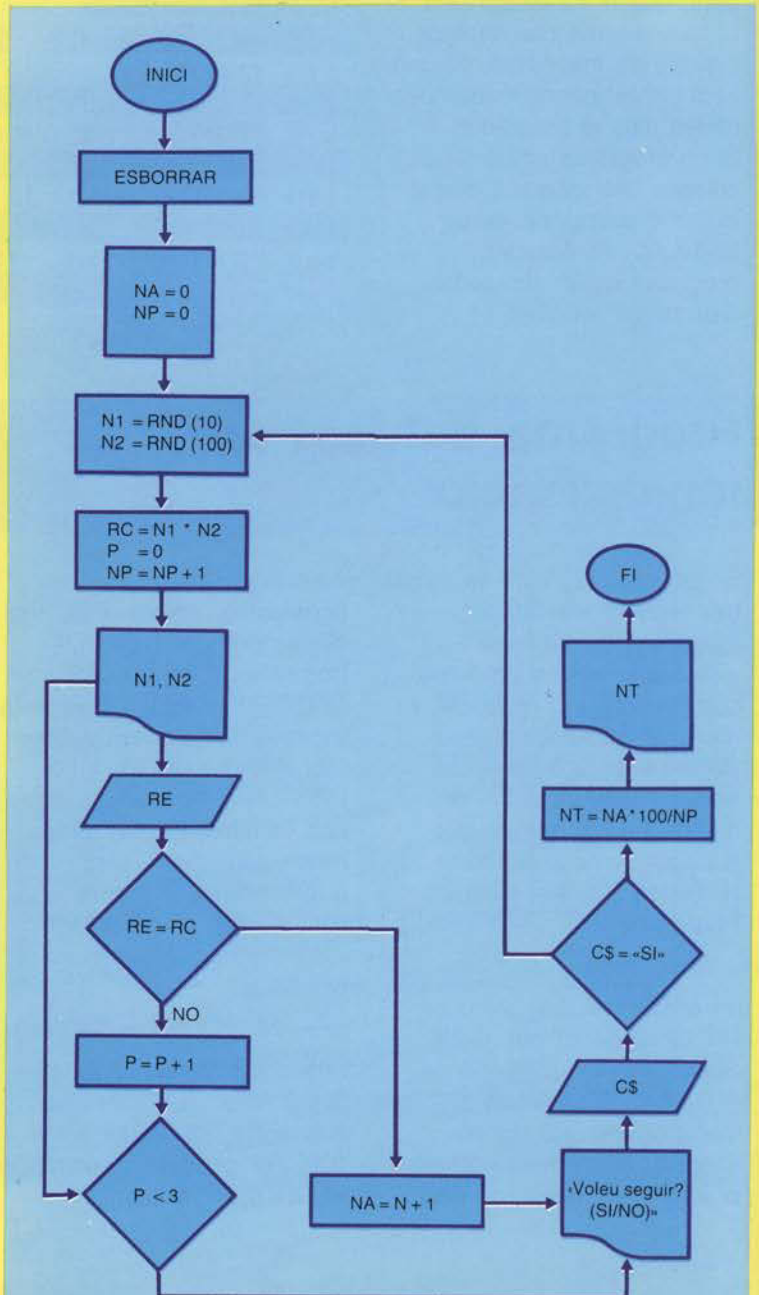 INICI
ESBORRAR
NA = 0
NP = 0
N1 = RND (10)
N2 = RND (100)
RC = N1 * N2
P = 0
NP = NP + 1
N1, N2
RE
RE = RC
NO
P = P + 1
P < 3
NA = N + 1
«Voleu seguir?
(SI/NO)»
C$
C$ = «SI»
NT = NA * 100/NP
NT
FI